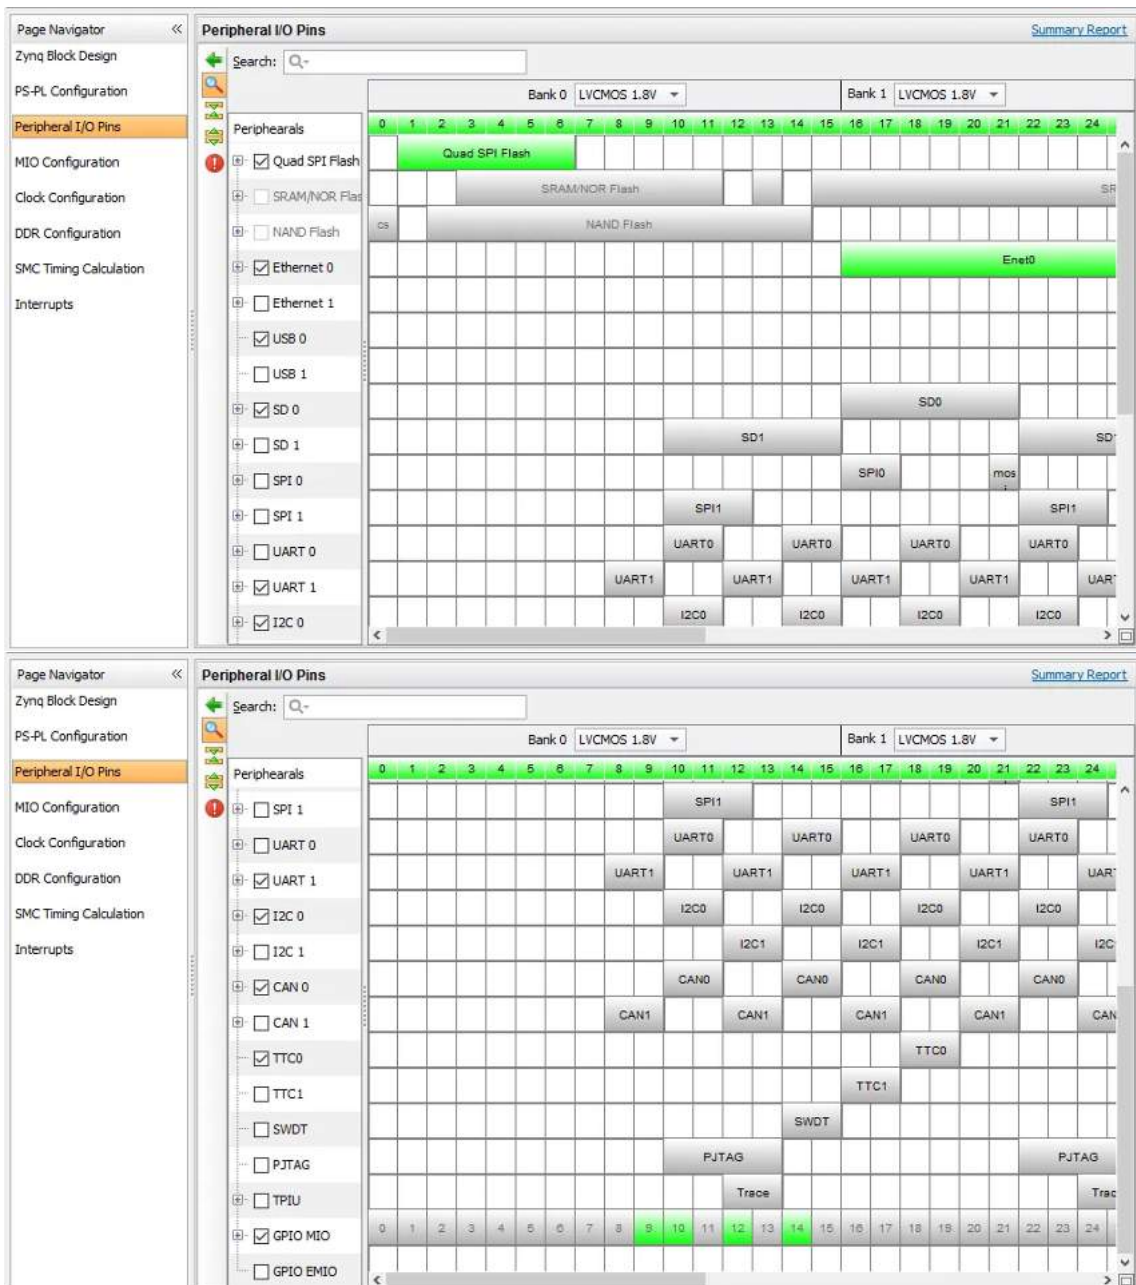 Page Navigator «
Peripheral I/O Pins Summary Report
Zynq Block Design
Search:
PS-PL Configuration
Bank 0 LVCMOS 1.8V Bank 1 LVCMOS 1.8V
Peripheral I/O Pins
Periphearals 0 1 2 3 4 5 6 7 8 9 10 11 12 13 14 15 16 17 18 19 20 21 22 23 24
MIO Configuration
Quad SPI Flash Quad SPI Flash
Clock Configuration
SRAM/NOR Flas SRAM/NOR Flash SR
DDR Configuration
NAND Flash cs NAND Flash
SMC Timing Calculation
Ethernet 0 Enet0
Interrupts
Ethernet 1
USB 0
USB 1
SD 0 SD0
SD 1 SD1 SD
SPI 0 SPI0 mos
SPI 1 SPI1 SPI1
UART 0 UART0 UART0 UART0 UART0
UART 1 UART1 UART1 UART1 UART1 UAR
I2C 0 I2C0 I2C0 I2C0 I2C0
Page Navigator «
Peripheral I/O Pins Summary Report
Zynq Block Design
Search:
PS-PL Configuration
Bank 0 LVCMOS 1.8V Bank 1 LVCMOS 1.8V
Peripheral I/O Pins
Periphearals 0 1 2 3 4 5 6 7 8 9 10 11 12 13 14 15 16 17 18 19 20 21 22 23 24
MIO Configuration
SPI 1 SPI1 SPI1
Clock Configuration
UART 0 UART0 UART0 UART0 UART0
DDR Configuration
UART 1 UART1 UART1 UART1 UART1 UAR
SMC Timing Calculation
I2C 0 I2C0 I2C0 I2C0 I2C0
Interrupts
I2C 1 I2C1 I2C1 I2C1 I2C
CAN 0 CAN0 CAN0 CAN0 CAN0
CAN 1 CAN1 CAN1 CAN1 CAN1 CAN
TTC0 TTC0
TTC1 TTC1
SWDT SWDT
PJTAG PJTAG PJTAG
TPIU Trace Trac
GPIO MIO 0 1 2 3 4 5 6 7 8 9 10 11 12 13 14 15 16 17 18 19 20 21 22 23 24
GPIO EMIO